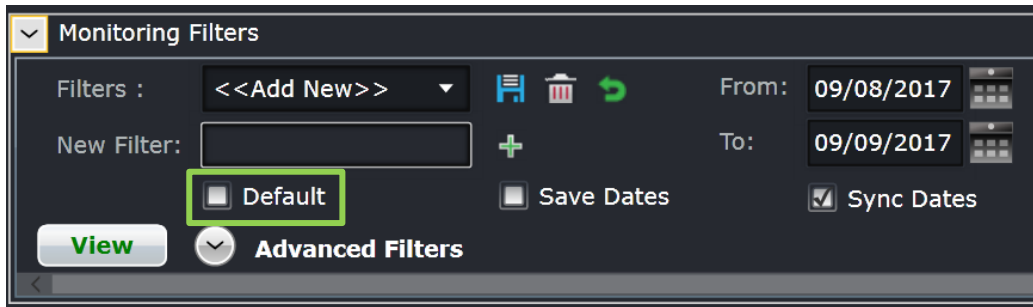 Monitoring Filters
Filters : <<Add New>> From: 09/08/2017
New Filter: To: 09/09/2017
Default Save Dates Sync Dates
View Advanced Filters